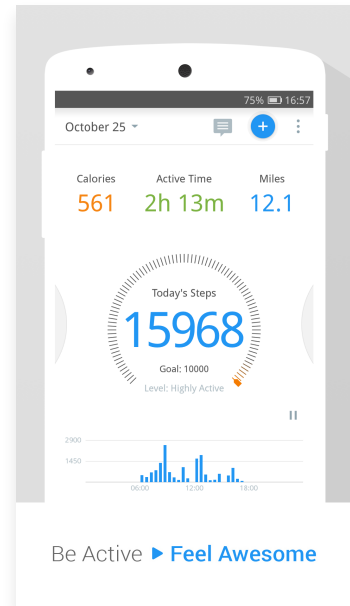 75% 16:57
October 25
Calories Active Time Miles
561 2h 13m 12.1
Today's Steps
15968
Goal: 10000
Level: Highly Active
2900
1450
06:00 12:00 18:00
Be Active Feel Awesome